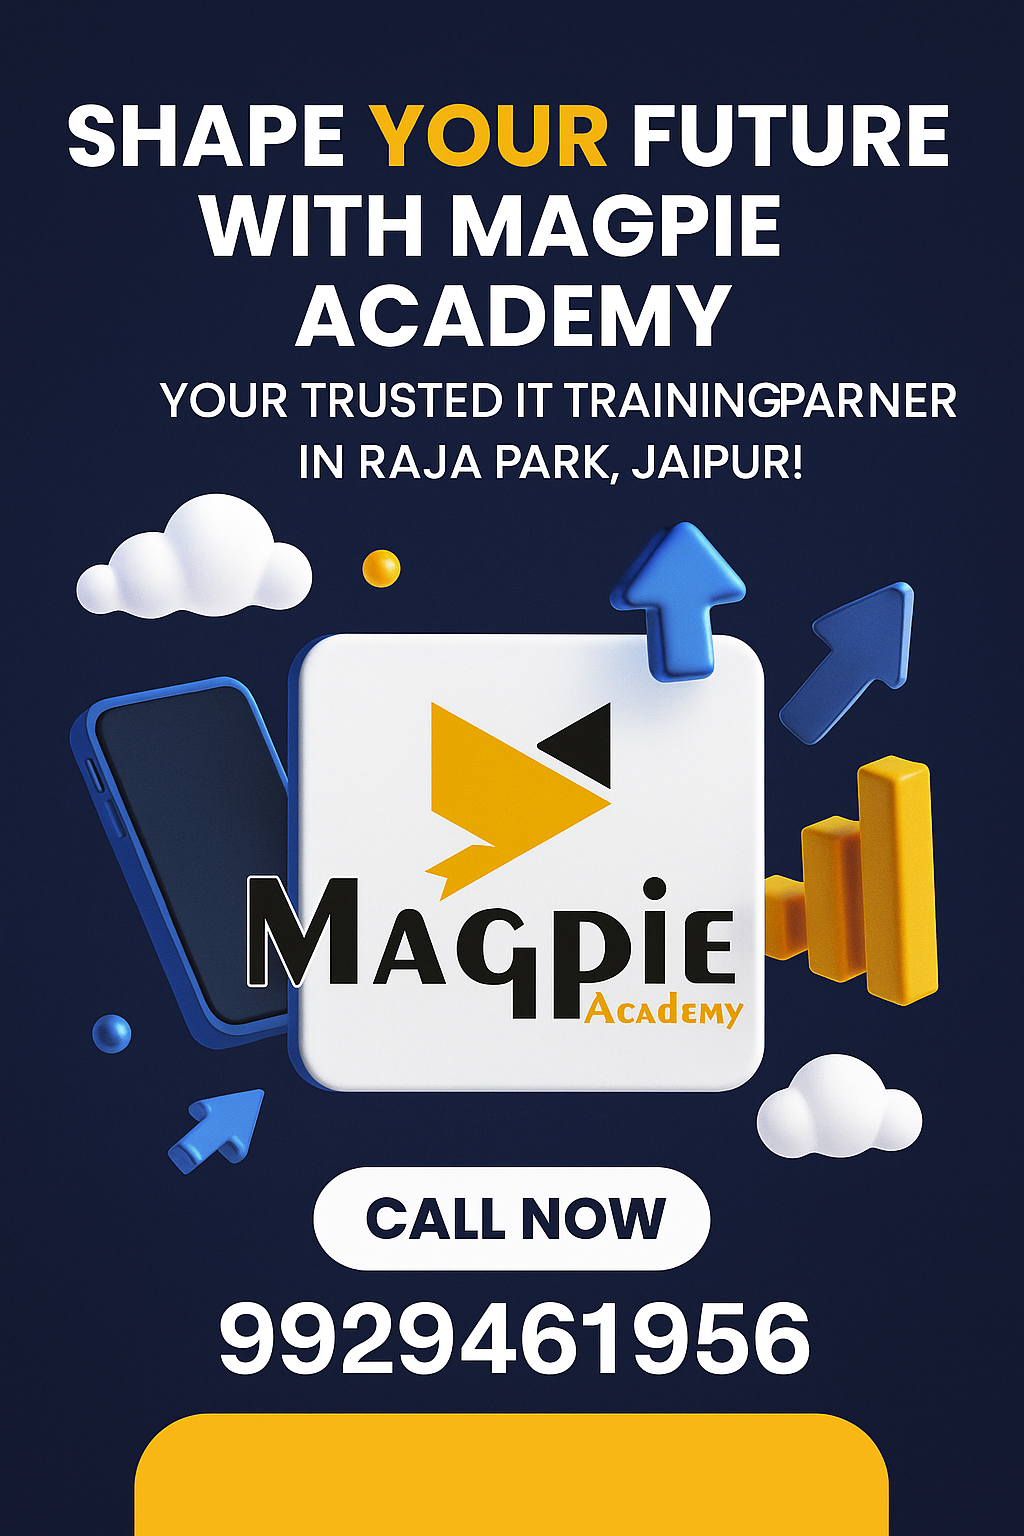 SHAPE YOUR FUTURE
WITH MAGPIE
ACADEMY
YOUR TRUSTED IT TRAININGPARNER
IN RAJA PARK, JAIPUR!
Magpie
Academy
CALL NOW
9929461956